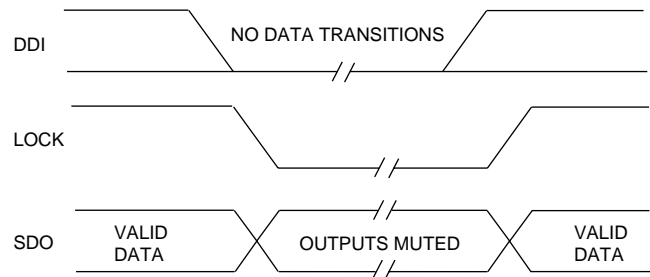 NO DATA TRANSITIONS
DDI
LOCK
SDO
VALID
DATA
OUTPUTS MUTED
VALID
DATA